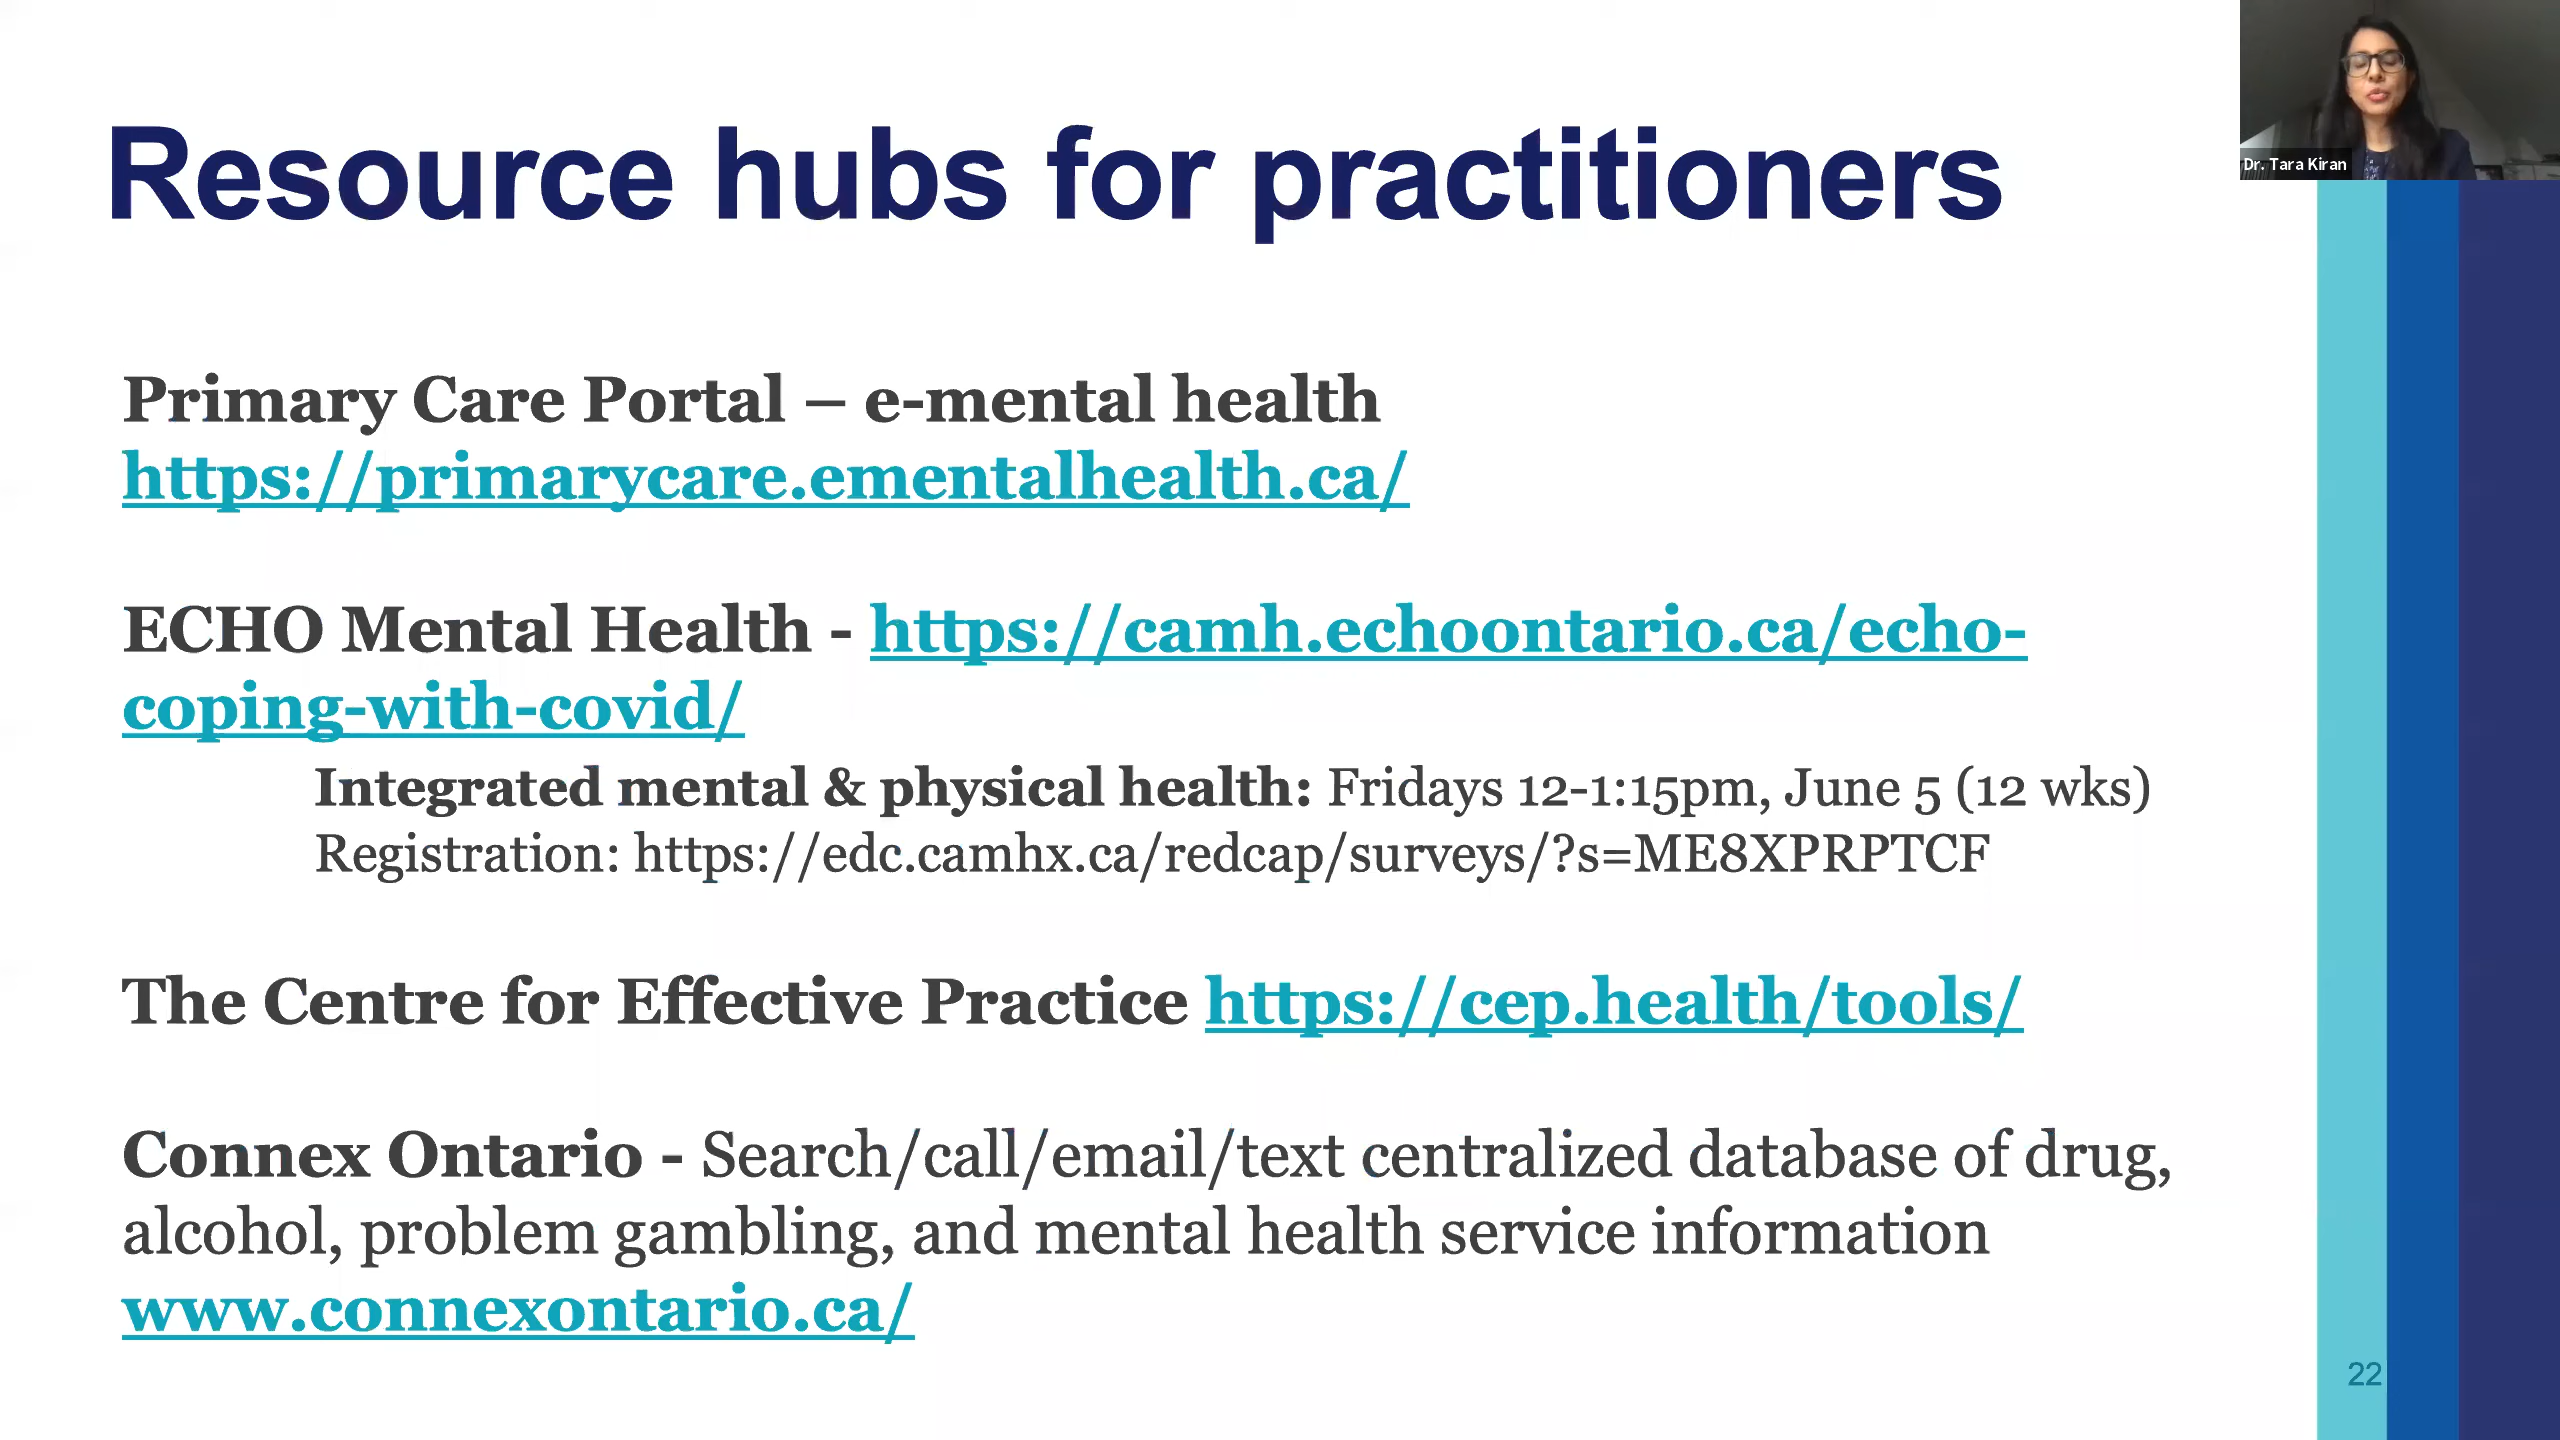 Resource hubs for practitioners
Dr. Tara Kiran
Primary Care Portal – e-mental health
https://primarycare.ementalhealth.ca/
ECHO Mental Health - https://camh.echoontario.ca/echo-
coping-with-covid/
Integrated mental & physical health: Fridays 12-1:15pm, June 5 (12 wks)
Registration: https://edc.camhx.ca/redcap/surveys/?s=ME8XPRPTCF
The Centre for Effective Practice https://cep.health/tools/
Connex Ontario - Search/call/email/text centralized database of drug,
alcohol, problem gambling, and mental health service information
www.connexontario.ca/
22